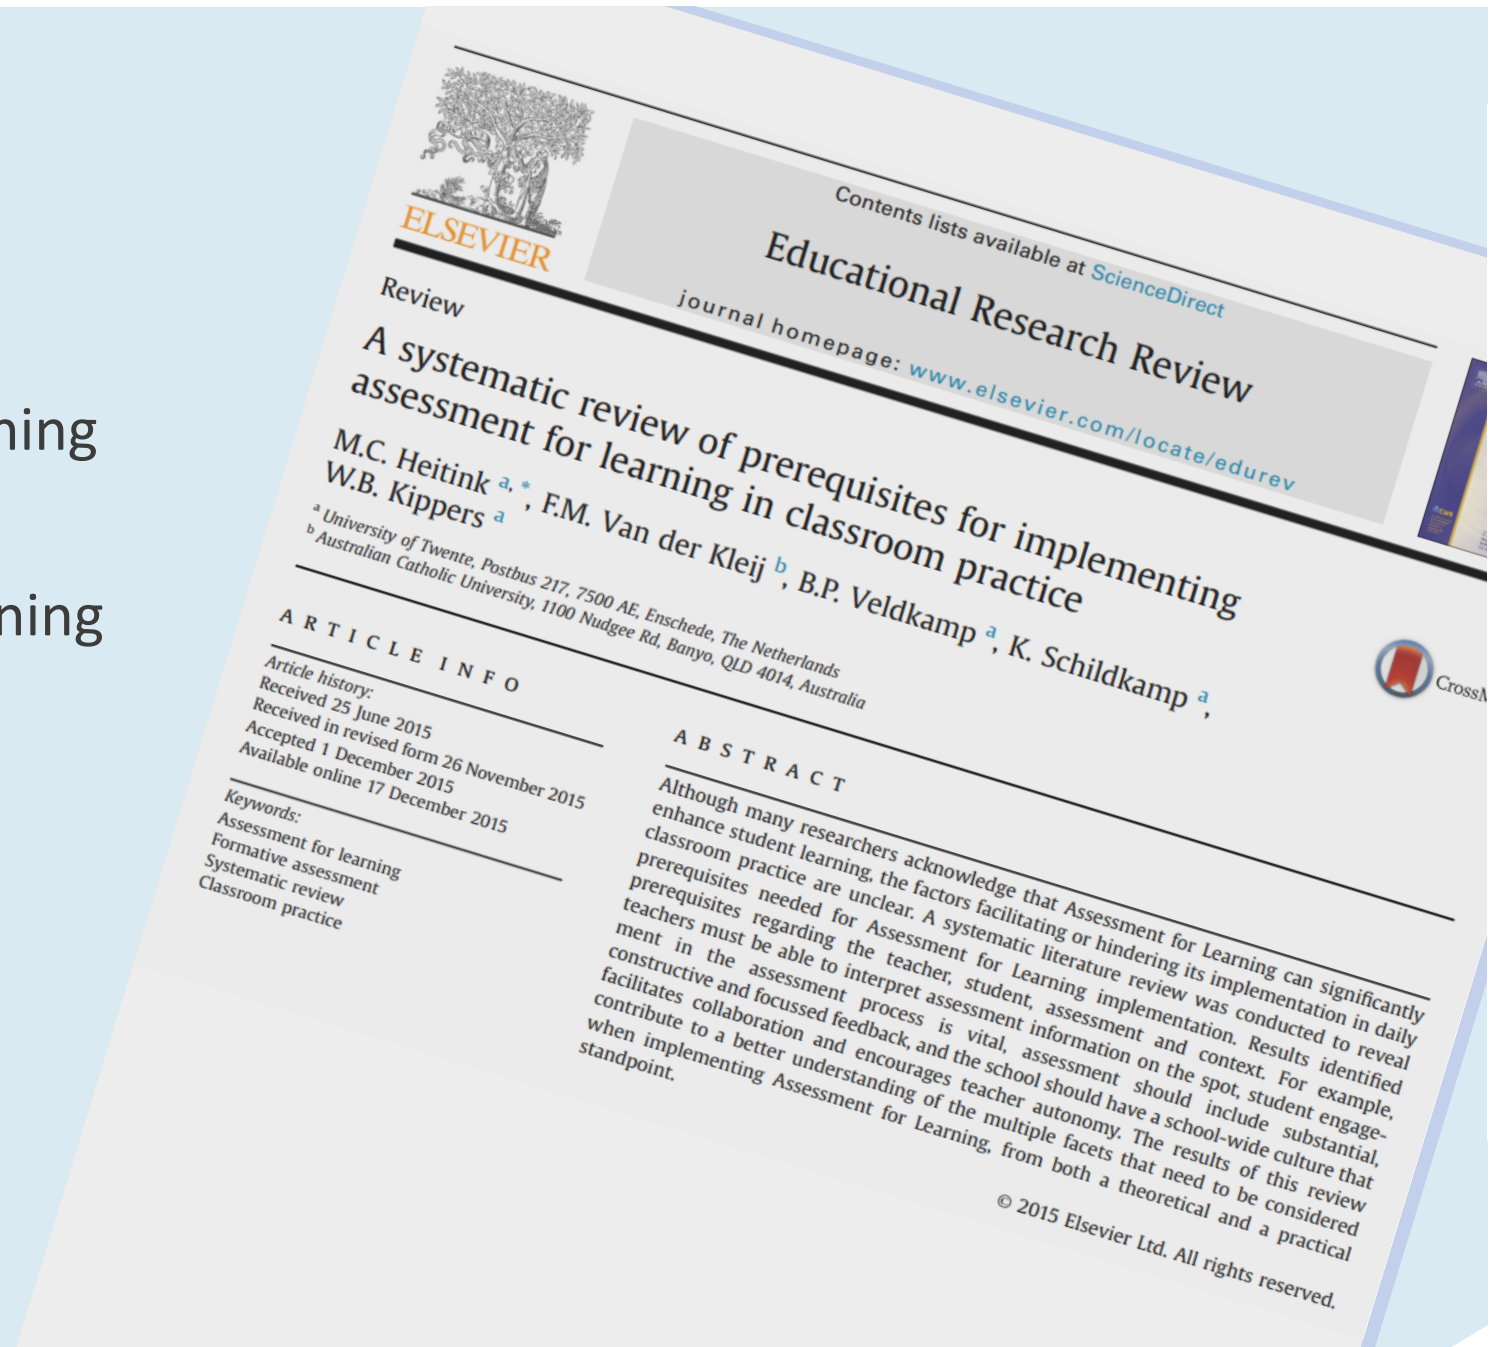 ning
ning
ELSEVIER
Contents lists available at ScienceDirect
Educational Research Review
journal homepage: www.elsevier.com/locate/edurev
Review
A systematic review of prerequisites for implementing
assessment for learning in classroom practice
M.C. Heitink a, *, F.M. Van der Kleij b, B.P. Veldkamp a, K. Schildkamp a,
W.B. Kippers a
a University of Twente, Postbus 217, 7500 AE, Enschede, The Netherlands
b Australian Catholic University, 1100 Nudgee Rd, Banyo, QLD 4014, Australia
CrossM
ARTICLE INFO
Article history:
Received 25 June 2015
Received in revised form 26 November 2015
Accepted 1 December 2015
Available online 17 December 2015
Keywords:
Assessment for learning
Formative assessment
Systematic review
Classroom practice
ABSTRACT
Although many researchers acknowledge that Assessment for Learning can significantly
enhance student learning, the factors facilitating or hindering its implementation in daily
classroom practice are unclear. A systematic literature review was conducted to reveal
prerequisites needed for Assessment for Learning implementation. Results identified
prerequisites regarding the teacher, student, assessment and context. For example,
teachers must be able to interpret assessment information on the spot, student engage-
ment in the assessment process is vital, assessment should include substantial,
constructive and focussed feedback, and the school should have a school-wide culture that
facilitates collaboration and encourages teacher autonomy. The results of this review
contribute to a better understanding of the multiple facets that need to be considered
when implementing Assessment for Learning, from both a theoretical and a practical
standpoint.
© 2015 Elsevier Ltd. All rights reserved.